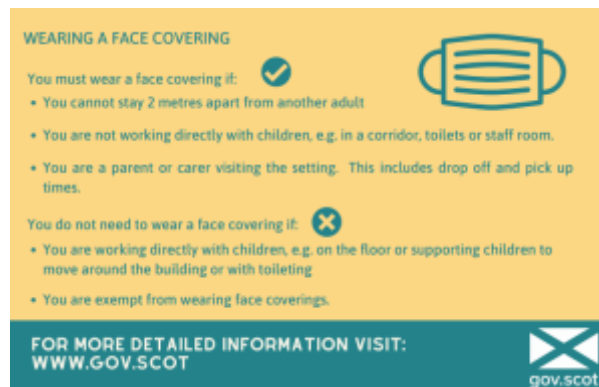 WEARING A FACE COVERING
You must wear a face covering if:
• You cannot stay 2 metres apart from another adult
• You are not working directly with children, e.g. in a corridor, toilets or staff room.
• You are a parent or carer visiting the setting. This includes drop off and pick up
times.
You do not need to wear a face covering if:
• You are working directly with children, e.g. on the floor or supporting children to
move around the building or with toileting
• You are exempt from wearing face coverings.
FOR MORE DETAILED INFORMATION VISIT:
WWW.GOV.SCOT
gov.scot